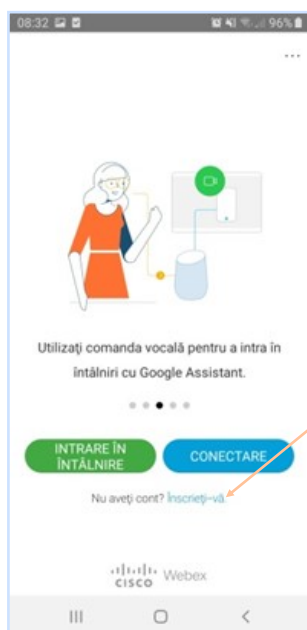 08:32 96%
Utilizați comanda vocală pentru a intra în
întâlniri cu Google Assistant.
INTRARE ÎN
ÎNTÂLNIRE
CONECTARE
Nu aveți cont? Înscrieți-vă.
CISCO Webex